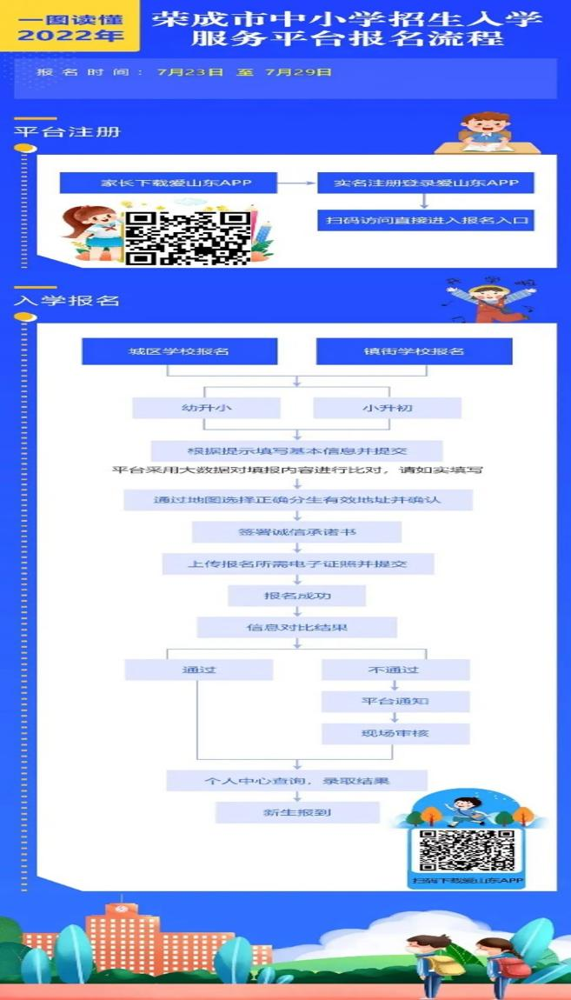 一图读懂
2022年
荣成市中小学招生入学
服务平台报名流程
报名时间：7月23日 至 7月29日
平台注册
家长下载爱山东APP
实名注册登录爱山东APP
扫码访问直接进入报名入口
入学报名
城区学校报名
镇街学校报名
幼升小
小升初
根据提示填写基本信息并提交
平台采用大数据对填报内容进行比对，请如实填写
通过地图选择正确分生有效地址并确认
签署诚信承诺书
上传报名所需电子证照并提交
报名成功
信息对比结果
通过
不通过
平台通知
现场审核
个人中心查询，录取结果
新生报到
扫码下载爱山东APP